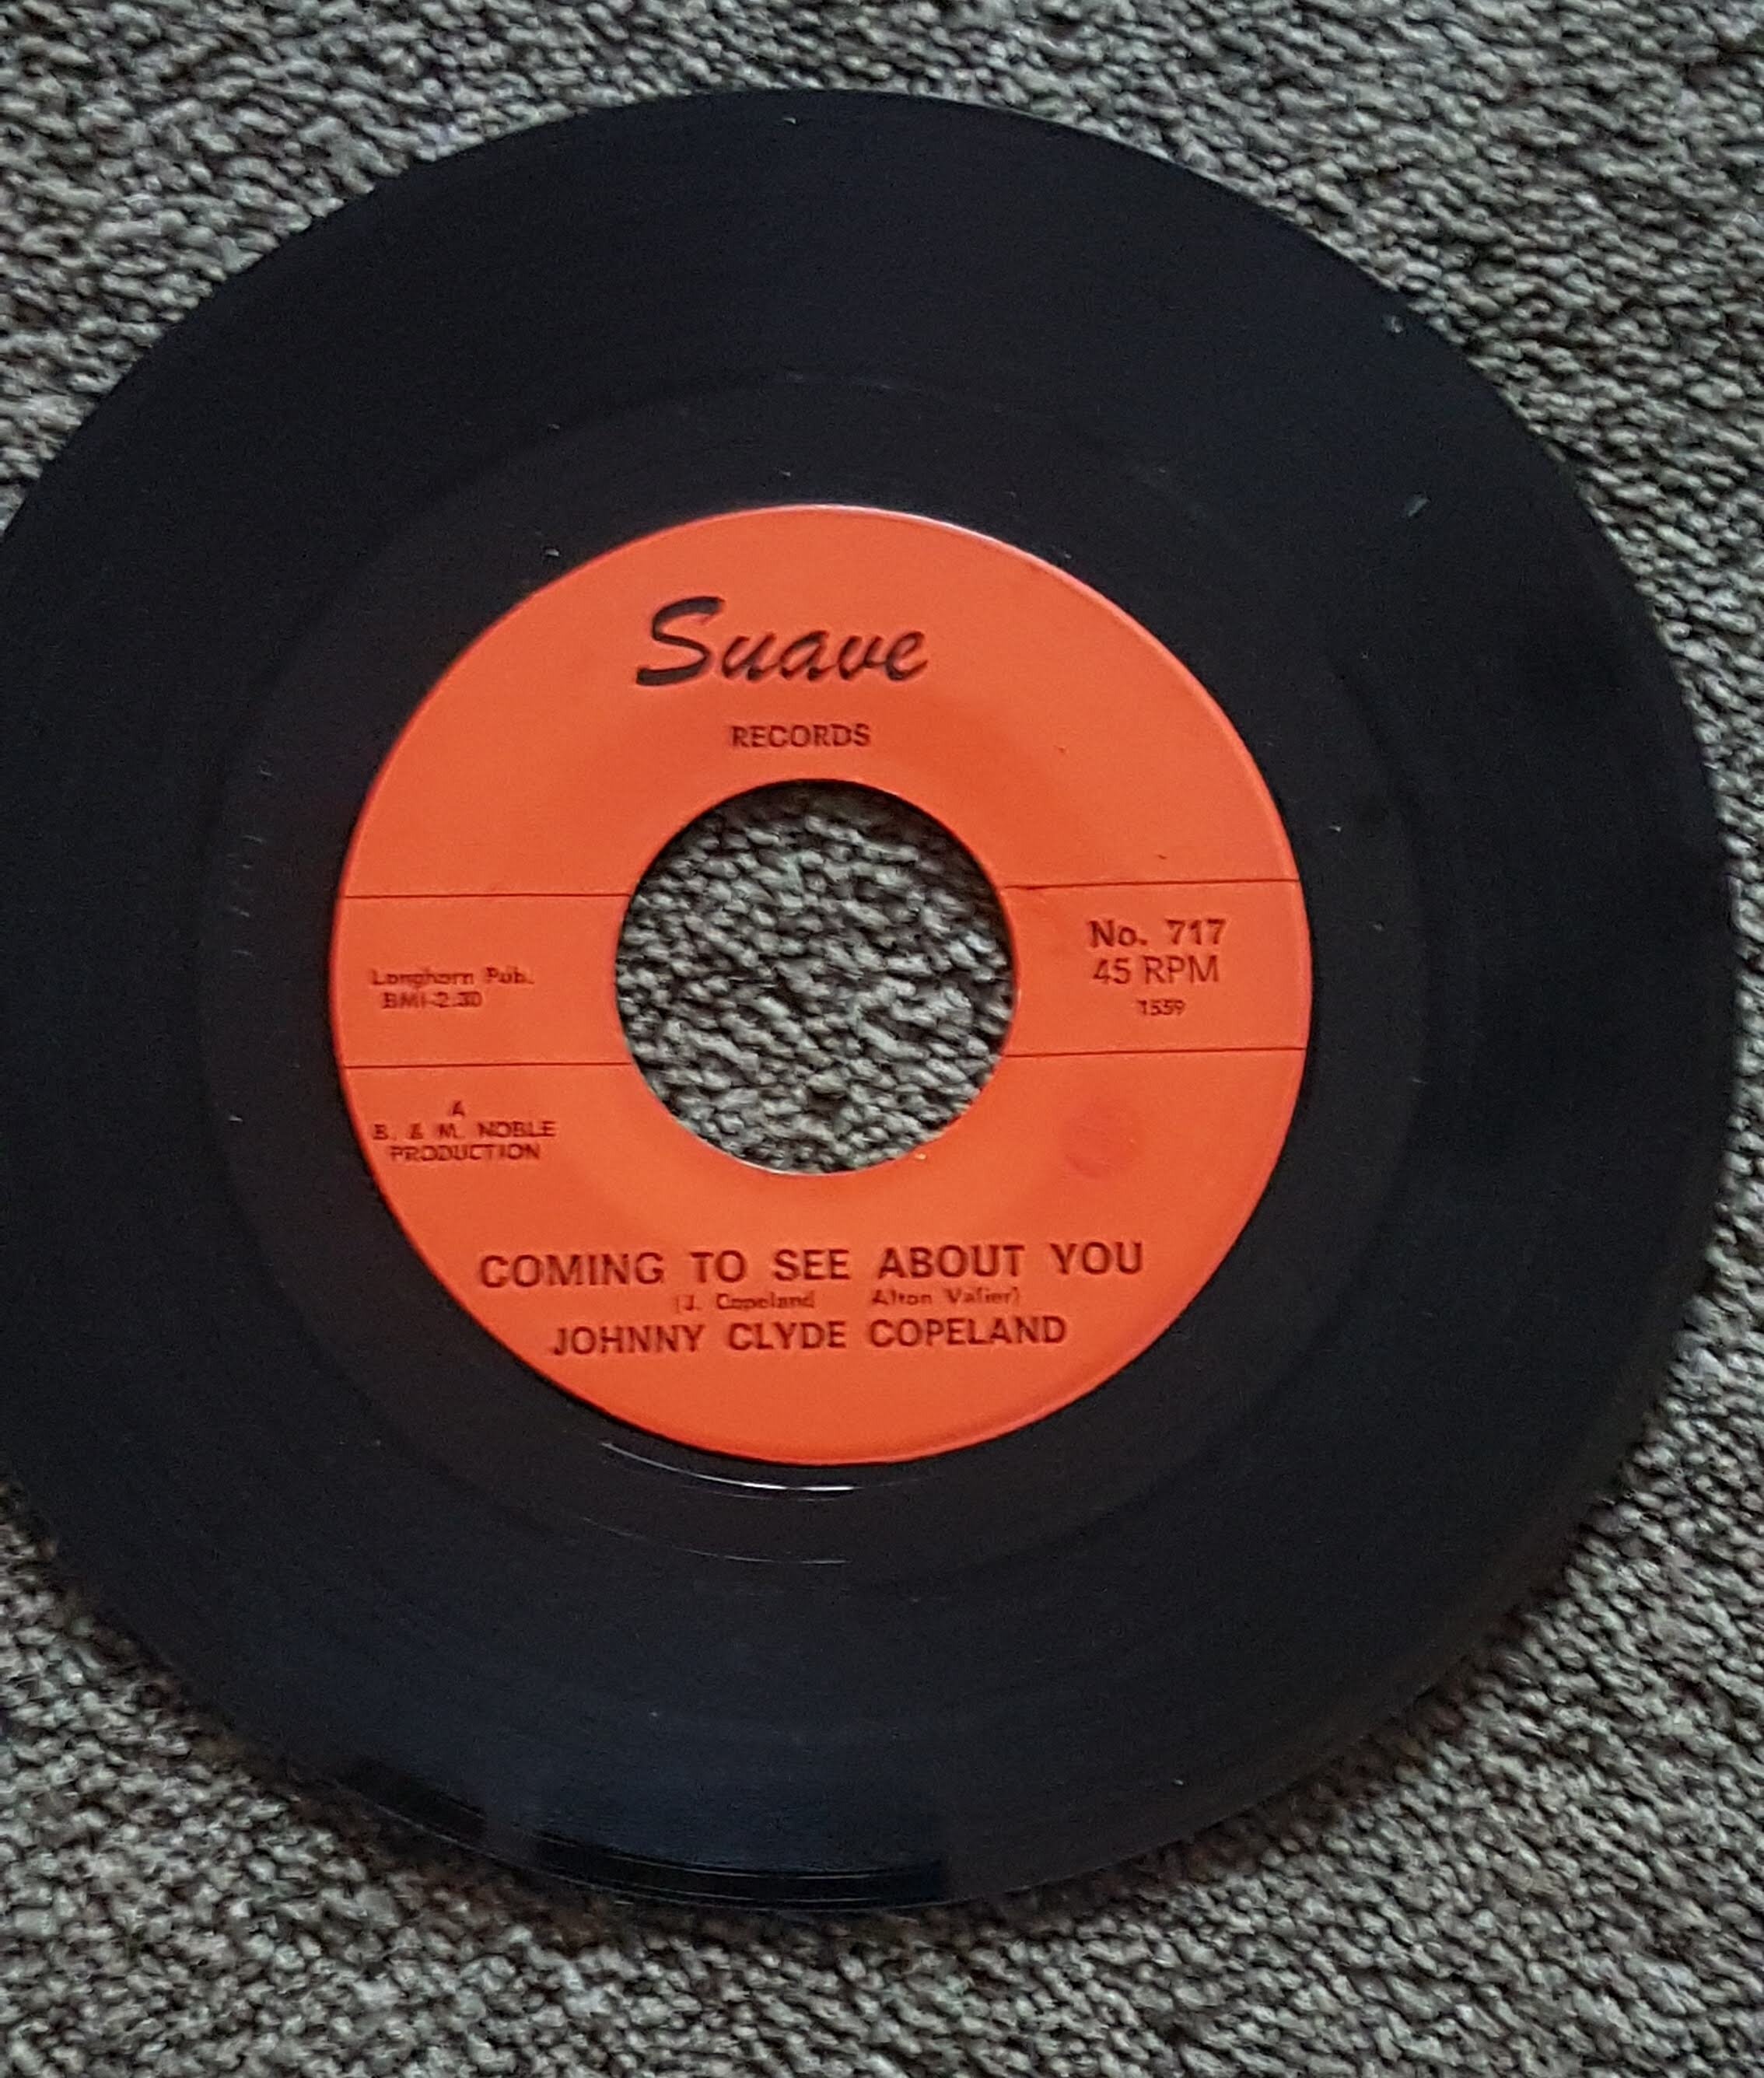 Suave
RECORDS
No. 717
45 RPM
1559
Longhorn Pub.
BMI-2:30
A
B. & M. NOBLE
PRODUCTION
COMING TO SEE ABOUT YOU
(J. Copeland Alton Valier)
JOHNNY CLYDE COPELAND